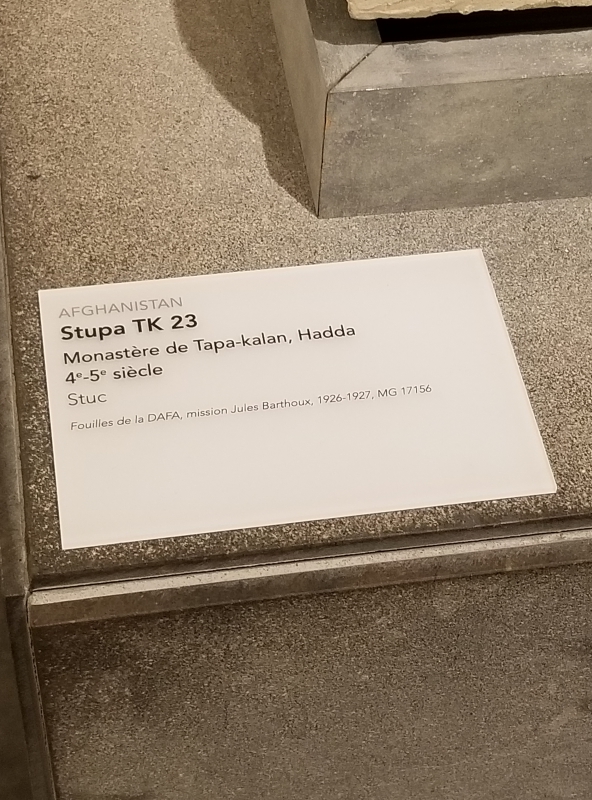 AFGHANISTAN
Stupa TK 23
Monastère de Tapa-kalan, Hadda
4ᵉ-5ᵉ siècle
Stuc
Fouilles de la DAFA, mission Jules Barthoux, 1926-1927, MG 17156